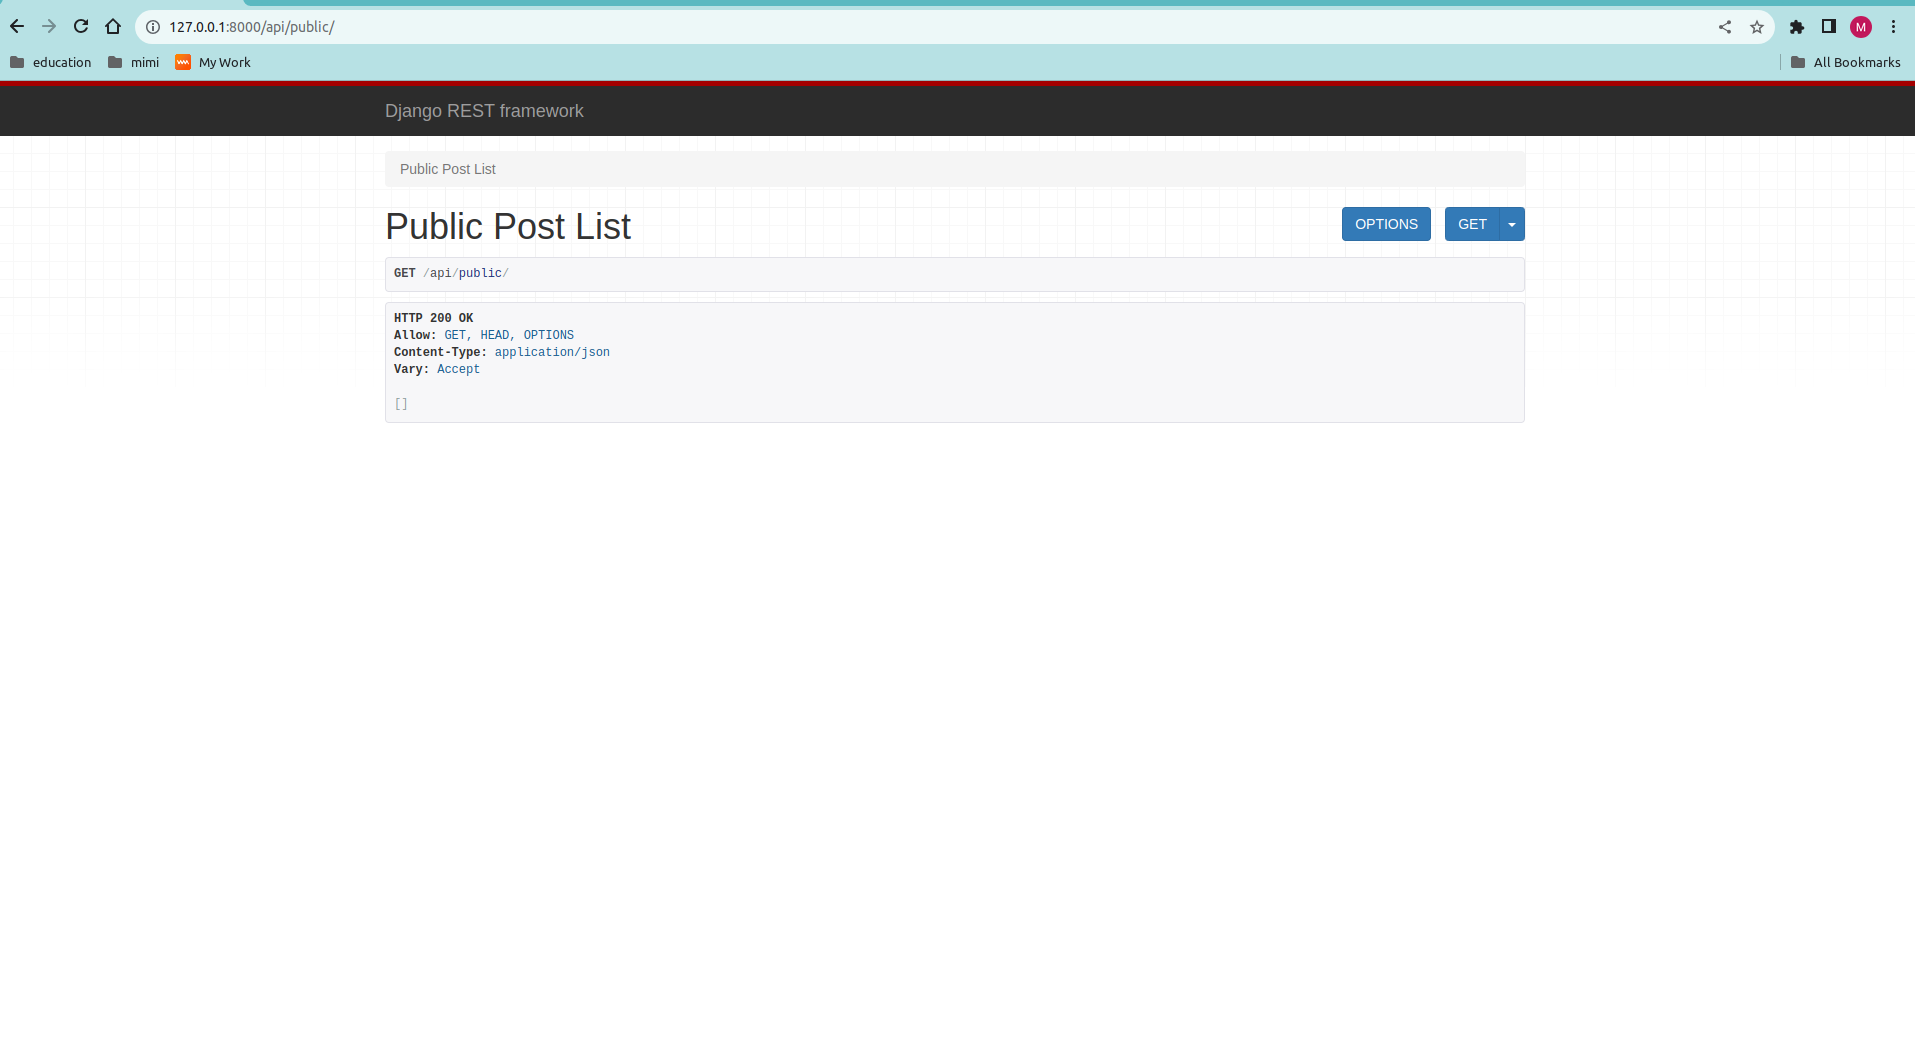 127.0.0.1:8000/api/public/
M
education mimi My Work All Bookmarks
Django REST framework
Public Post List
Public Post List OPTIONS GET
GET /api/public/
HTTP 200 OK
Allow: GET, HEAD, OPTIONS
Content-Type: application/json
Vary: Accept
[]